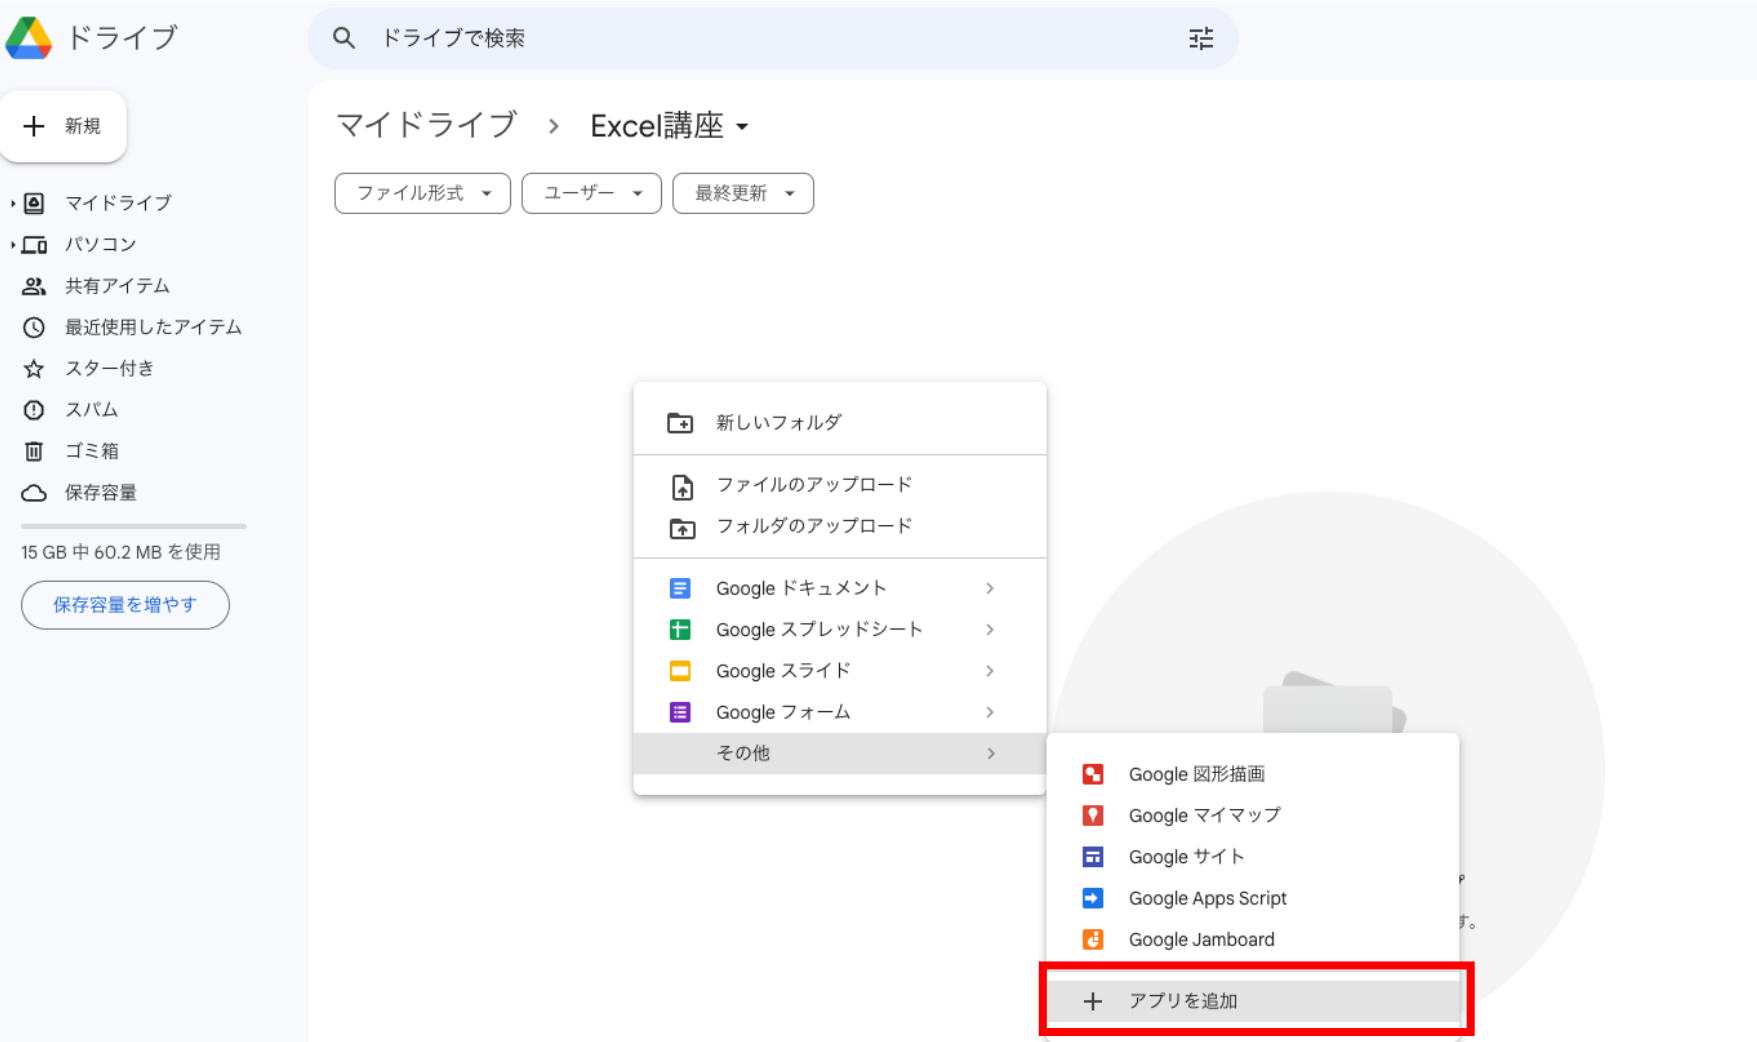 ドライブ
ドライブで検索
新規
マイドライブ
パソコン
共有アイテム
最近使用したアイテム
スター付き
スパム
ゴミ箱
保存容量
15 GB 中 60.2 MB を使用
保存容量を増やす
マイドライブ › Excel講座
ファイル形式 ユーザー 最終更新
新しいフォルダ
ファイルのアップロード
フォルダのアップロード
Google ドキュメント
Google スプレッドシート
Google スライド
Google フォーム
その他
Google 図形描画
Google マイマップ
Google サイト
Google Apps Script
Google Jamboard
す。
アプリを追加